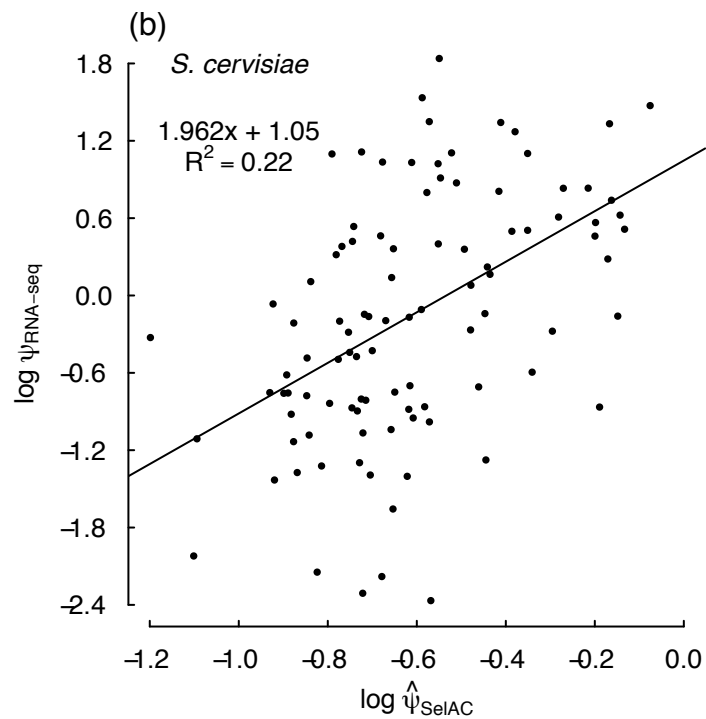 (b)
S. cervisiae
1.962x + 1.05
R² = 0.22
log ψRNA−seq
1.8
1.2
0.6
0.0
−0.6
−1.2
−1.8
−2.4
−1.2 −1.0 −0.8 −0.6 −0.4 −0.2 0.0
log ψ̂SelAC